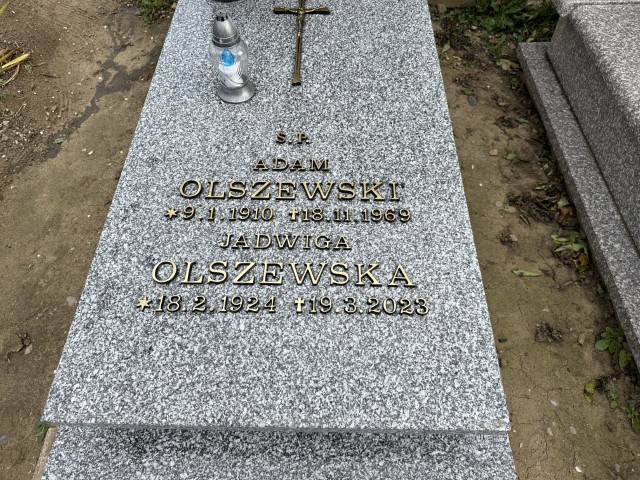 Ś.P.
ADAM
OLSZEWSKI
*9.1.1910 ✝18.11.1969
JADWIGA
OLSZEWSKA
*18.2.1924 ✝19.3.2023